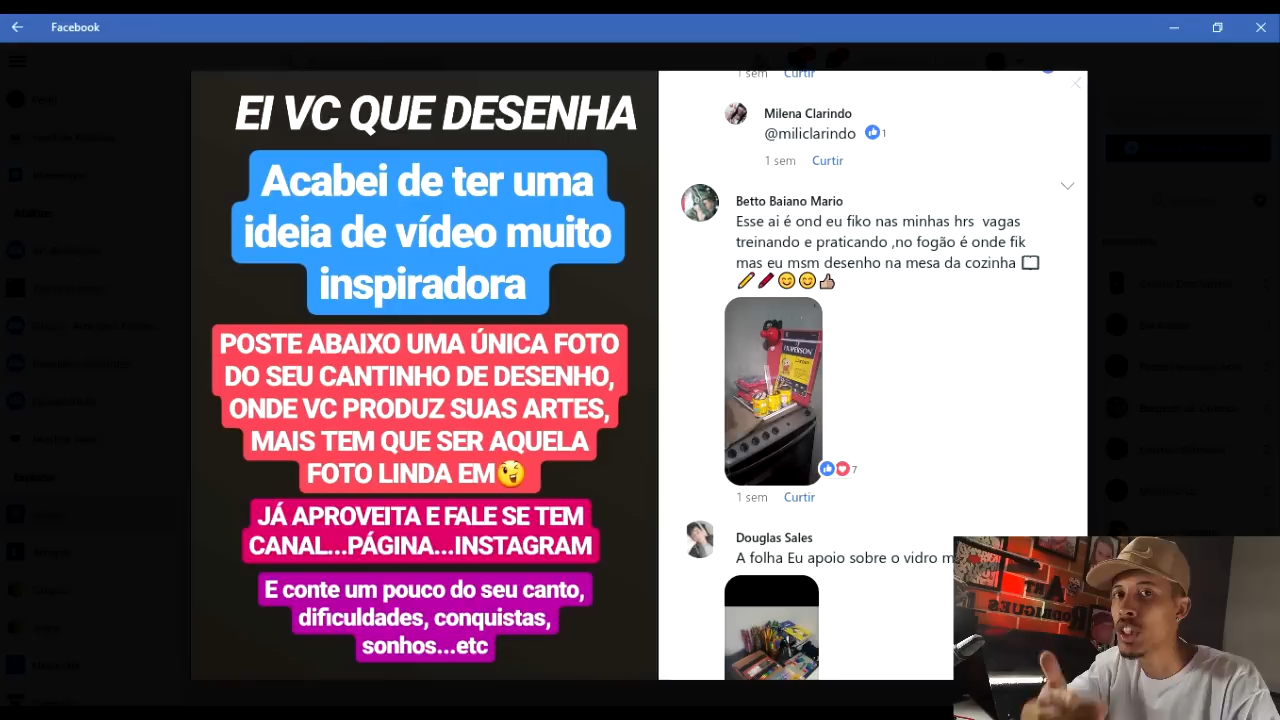 Facebook
EI VC QUE DESENHA
Acabei de ter uma
ideia de vídeo muito
inspiradora
POSTE ABAIXO UMA ÚNICA FOTO
DO SEU CANTINHO DE DESENHO,
ONDE VC PRODUZ SUAS ARTES,
MAIS TEM QUE SER AQUELA
FOTO LINDA EM😉
JÁ APROVEITA E FALE SE TEM
CANAL...PÁGINA...INSTAGRAM
E conte um pouco do seu canto,
dificuldades, conquistas,
sonhos...etc
1 sem Curtir
Milena Clarindo
@miliclarindo 1
1 sem Curtir
Betto Baiano Mario
Esse ai é ond eu fiko nas minhas hrs vagas
treinando e praticando ,no fogão é onde fik
mas eu msm desenho na mesa da cozinha
7
1 sem Curtir
Douglas Sales
A folha Eu apoio sobre o vidro m
ART
RODRIGUES